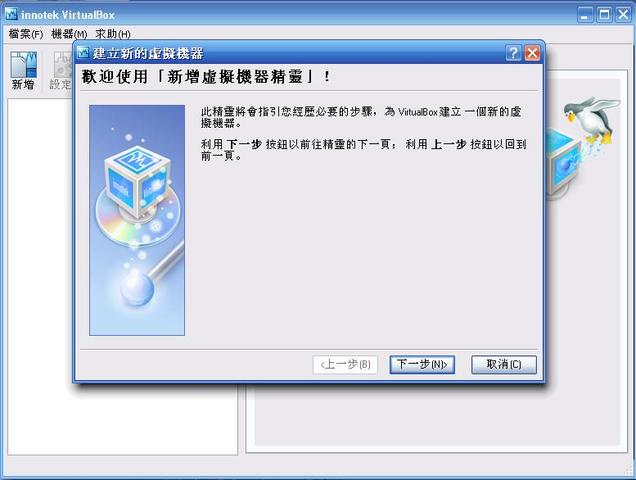 innotek VirtualBox
檔案(F) 機器(M) 求助(H)
新增 設定
建立新的虛擬機器
歡迎使用「新增虛擬機器精靈」!
此精靈將會指引您經歷必要的步驟，為 VirtualBox 建立 一個新的虛
擬機器。
利用 下一步 按鈕以前往精靈的下一頁； 利用 上一步 按鈕以回到
前一頁。
innotek
<上一步(B) 下一步(N)> 取消(C)